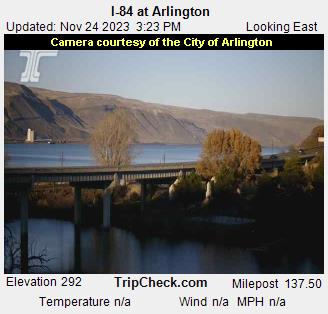 I-84 at Arlington
Updated: Nov 24 2023 3:23 PM Looking East
Camera courtesy of the City of Arlington
Elevation 292 TripCheck.com Milepost 137.50
Temperature n/a Wind n/a MPH n/a